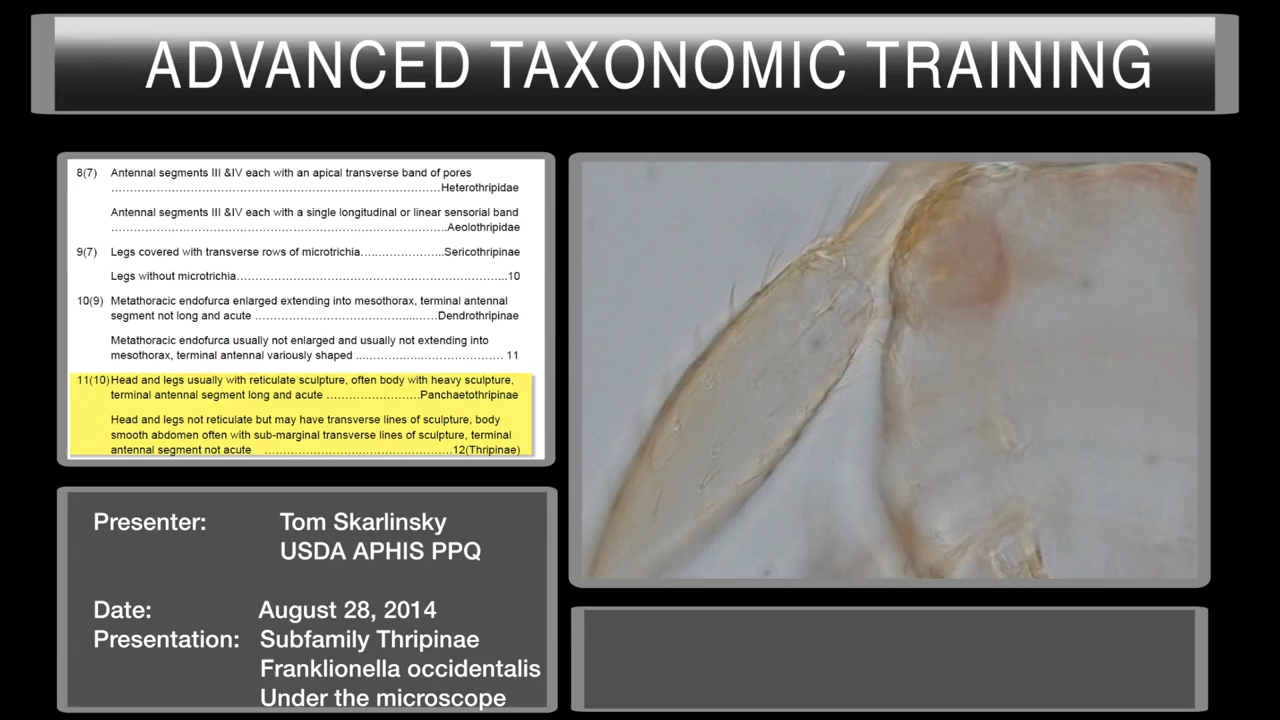 ADVANCED TAXONOMIC TRAINING
8(7) Antennal segments III &IV each with an apical transverse band of pores
........................................Heterothripidae
Antennal segments III &IV each with a single longitudinal or linear sensorial band
........................................Aeolothripidae
9(7) Legs covered with transverse rows of microtrichia....................Sericothripinae
Legs without microtrichia........................................10
10(9) Metathoracic endofurca enlarged extending into mesothorax, terminal antennal
segment not long and acute ........................................Dendrothripinae
Metathoracic endofurca usually not enlarged and usually not extending into
mesothorax, terminal antennal variously shaped ........................................ 11
11(10) Head and legs usually with reticulate sculpture, often body with heavy sculpture,
terminal antennal segment long and acute ......................Panchaetothripinae
Head and legs not reticulate but may have transverse lines of sculpture, body
smooth abdomen often with sub-marginal transverse lines of sculpture, terminal
antennal segment not acute ........................................12(Thripinae)
Presenter: Tom Skarlinsky
USDA APHIS PPQ
Date: August 28, 2014
Presentation: Subfamily Thripinae
Franklionella occidentalis
Under the microscope